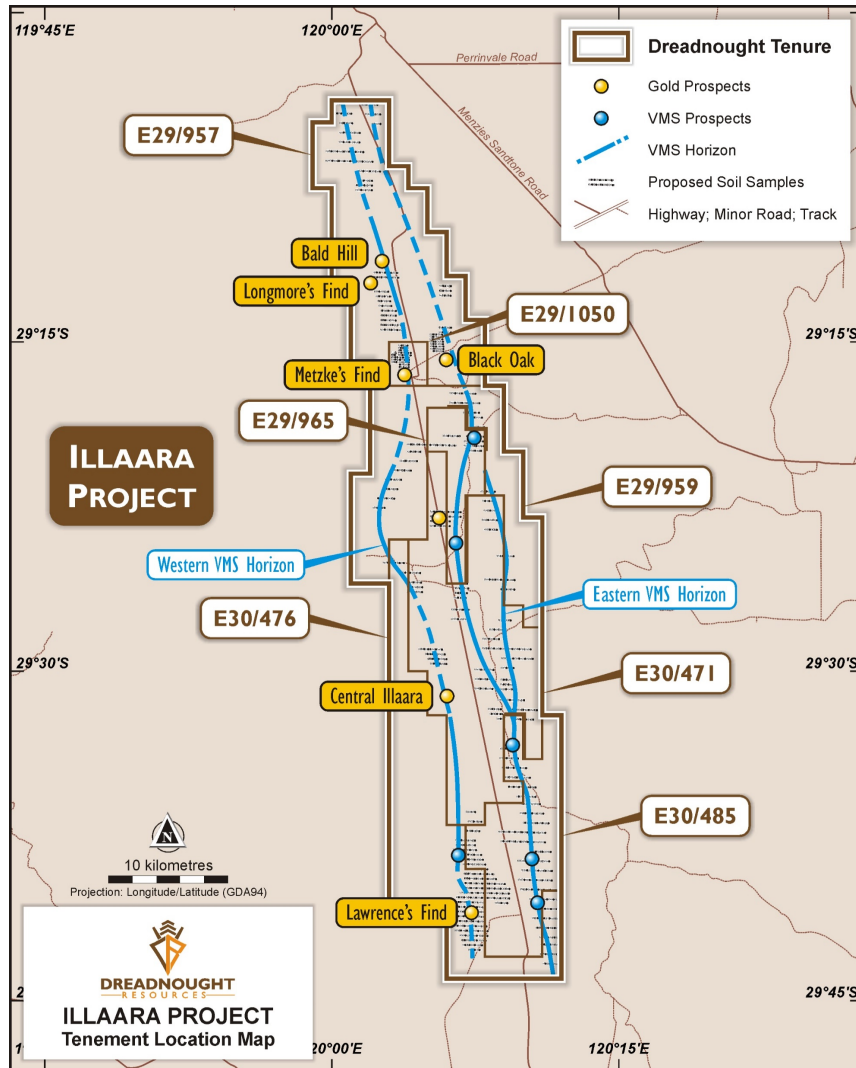 119°45'E
120°00'E
Perrinvale Road
Menzies Sandtone Road
Dreadnought Tenure
Gold Prospects
VMS Prospects
VMS Horizon
Proposed Soil Samples
Highway; Minor Road; Track
E29/957
Bald Hill
Longmore's Find
29°15'S
E29/1050
29°15'S
Metzke's Find
Black Oak
E29/965
ILLAARA
PROJECT
E29/959
Western VMS Horizon
Eastern VMS Horizon
E30/476
29°30'S
29°30'S
E30/471
Central Illaara
E30/485
N
10 kilometres
Projection: Longitude/Latitude (GDA94)
Lawrence's Find
DREADNOUGHT
RESOURCES
ILLAARA PROJECT
Tenement Location Map
29°45'S
120°00'E
120°15'E